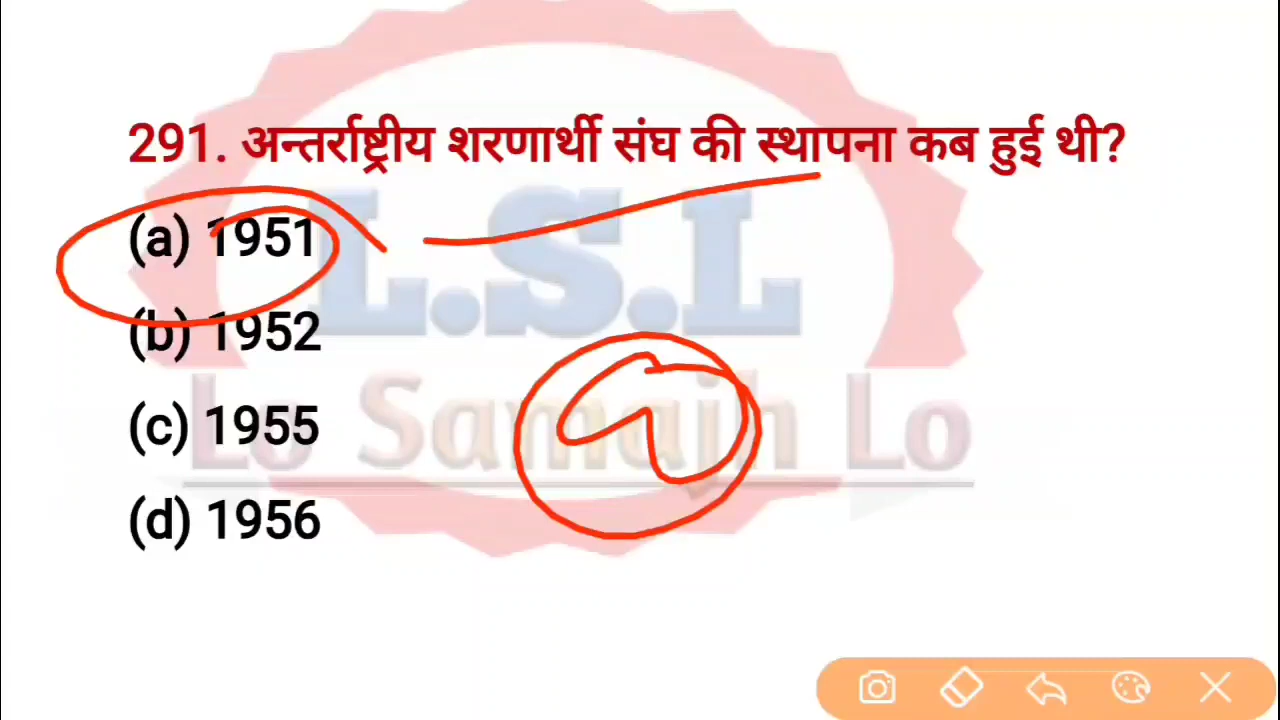 291. अन्तर्राष्ट्रीय शरणार्थी संघ की स्थापना कब हुई थी?
(a) 1951
L.S.L
(b) 1952
(c) 1955
Lo Samajh Lo
(d) 1956